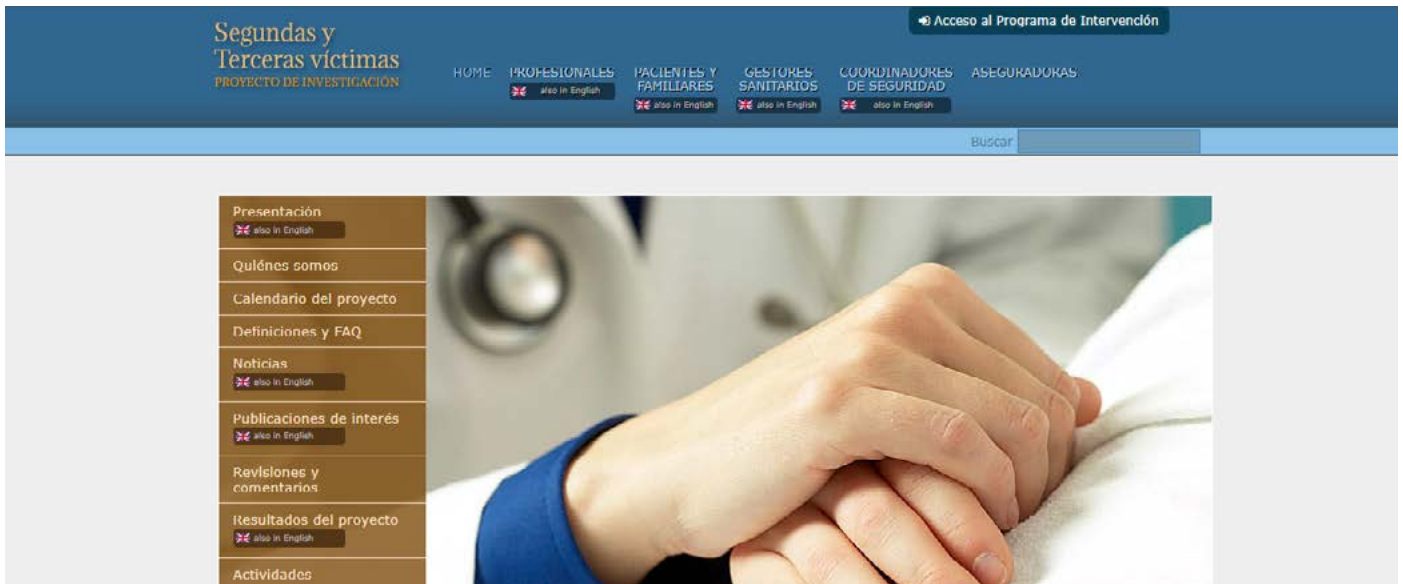 Segundas y
Terceras víctimas
PROYECTO DE INVESTIGACIÓN
Acceso al Programa de Intervención
HOME
PROFESIONALES
also in English
PACIENTES Y
FAMILIARES
also in English
GESTORES
SANITARIOS
also in English
COORDINADORES
DE SEGURIDAD
also in English
ASEGURADORAS
Buscar
Presentación
also in English
Quiénes somos
Calendario del proyecto
Definiciones y FAQ
Noticias
also in English
Publicaciones de interés
also in English
Revisiones y
comentarios
Resultados del proyecto
also in English
Actividades